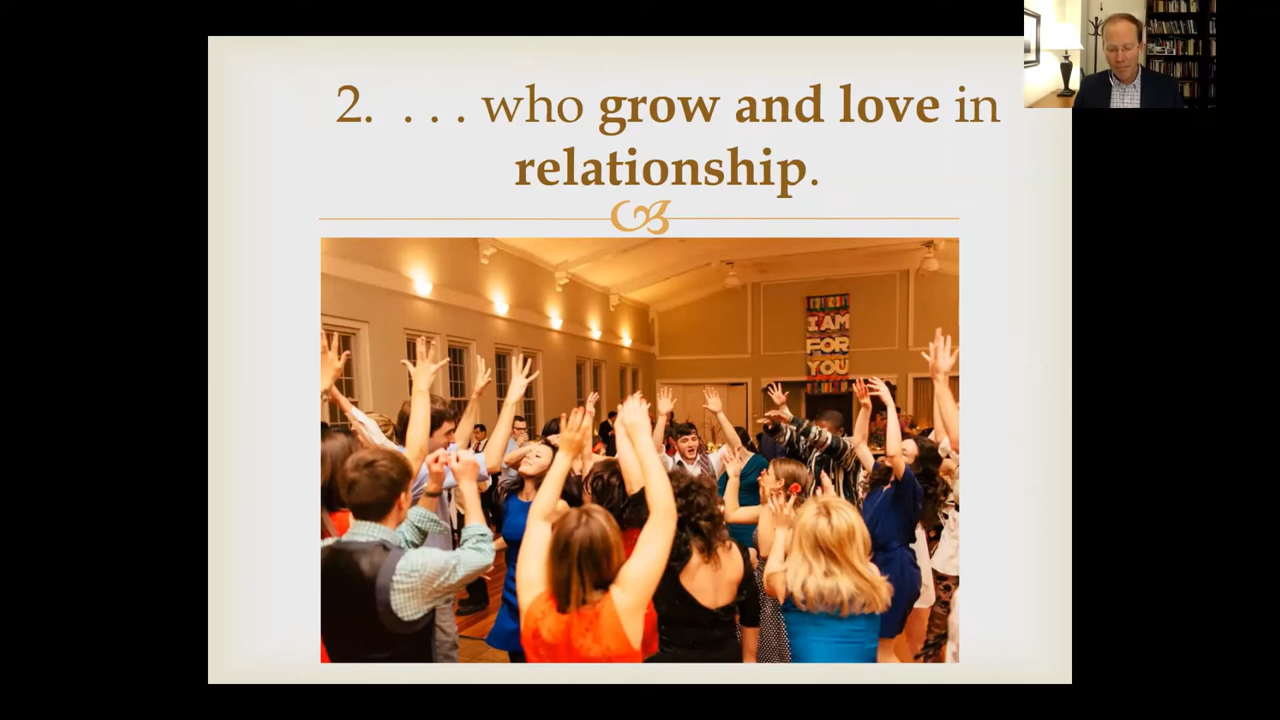 2. . . . who grow and love in
relationship.
I AM
FOR
YOU